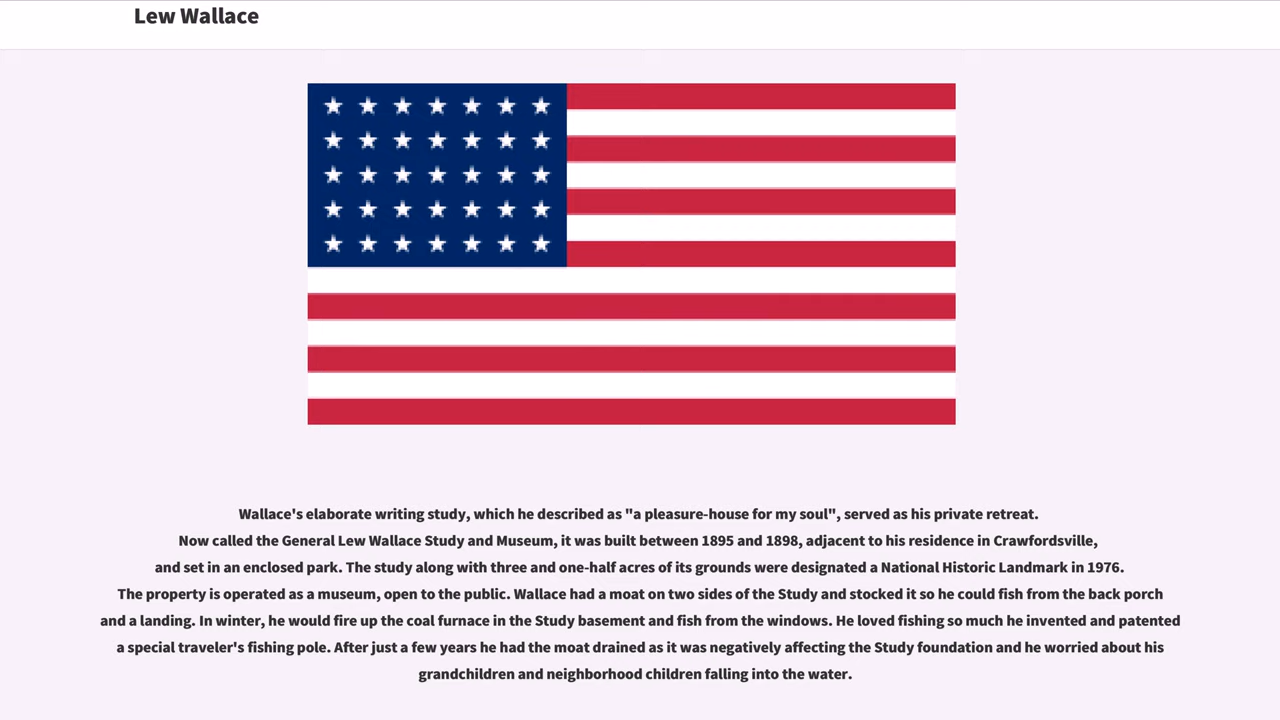 Lew Wallace
Wallace's elaborate writing study, which he described as "a pleasure-house for my soul", served as his private retreat.
Now called the General Lew Wallace Study and Museum, it was built between 1895 and 1898, adjacent to his residence in Crawfordsville,
and set in an enclosed park. The study along with three and one-half acres of its grounds were designated a National Historic Landmark in 1976.
The property is operated as a museum, open to the public. Wallace had a moat on two sides of the Study and stocked it so he could fish from the back porch
and a landing. In winter, he would fire up the coal furnace in the Study basement and fish from the windows. He loved fishing so much he invented and patented
a special traveler's fishing pole. After just a few years he had the moat drained as it was negatively affecting the Study foundation and he worried about his
grandchildren and neighborhood children falling into the water.